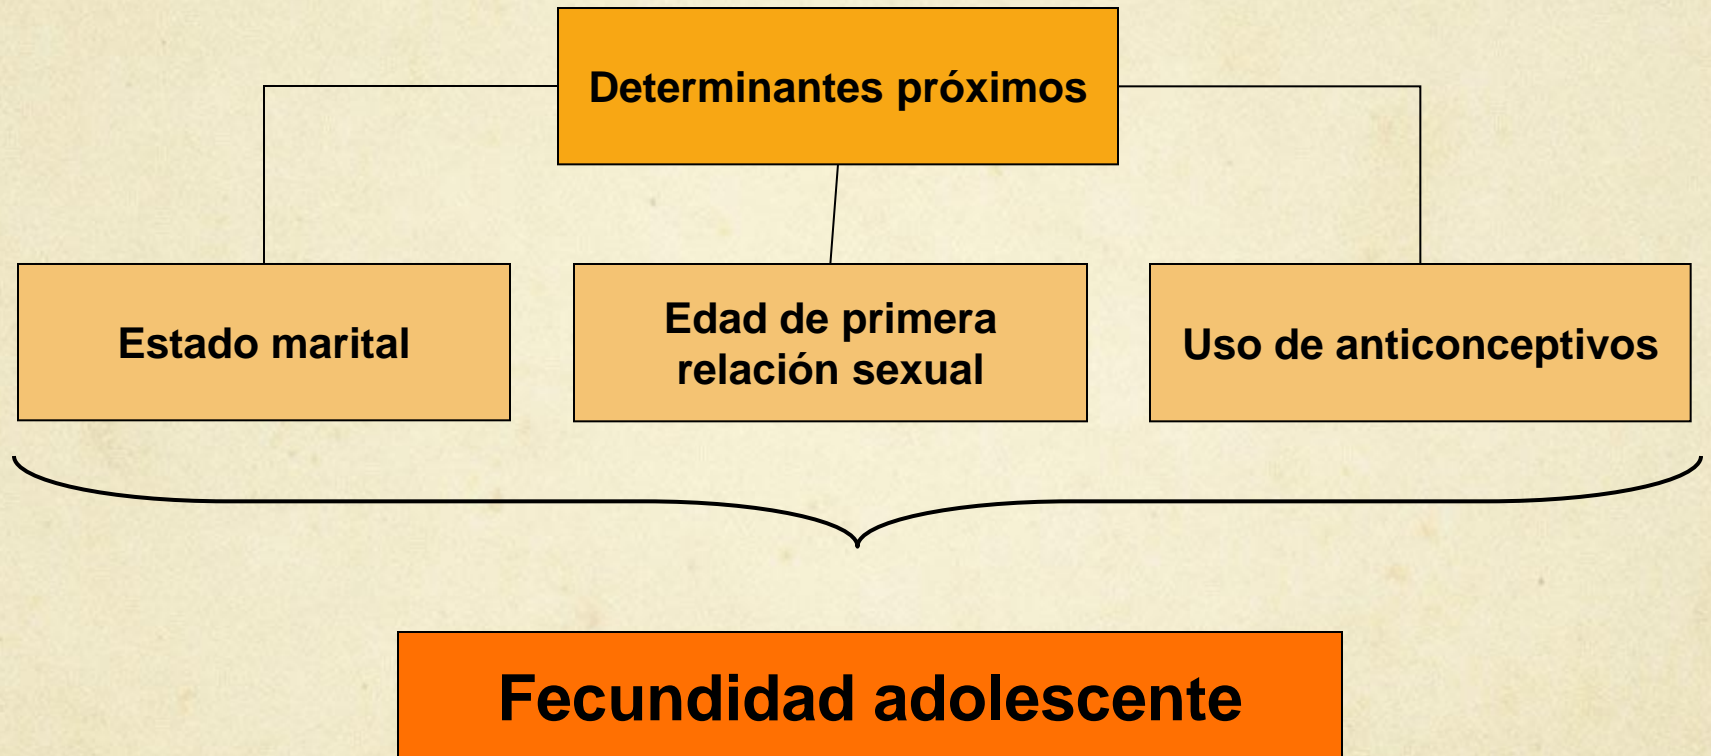 Determinantes próximos
Estado marital
Edad de primera
relación sexual
Uso de anticonceptivos
Fecundidad adolescente